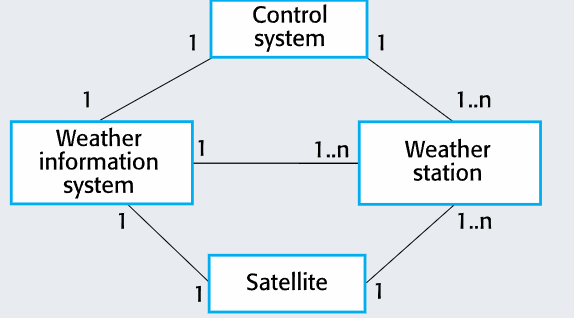 Control
system
1
1
1
1..n
Weather
information
system
1
1..n
Weather
station
1
1..n
Satellite
1
1